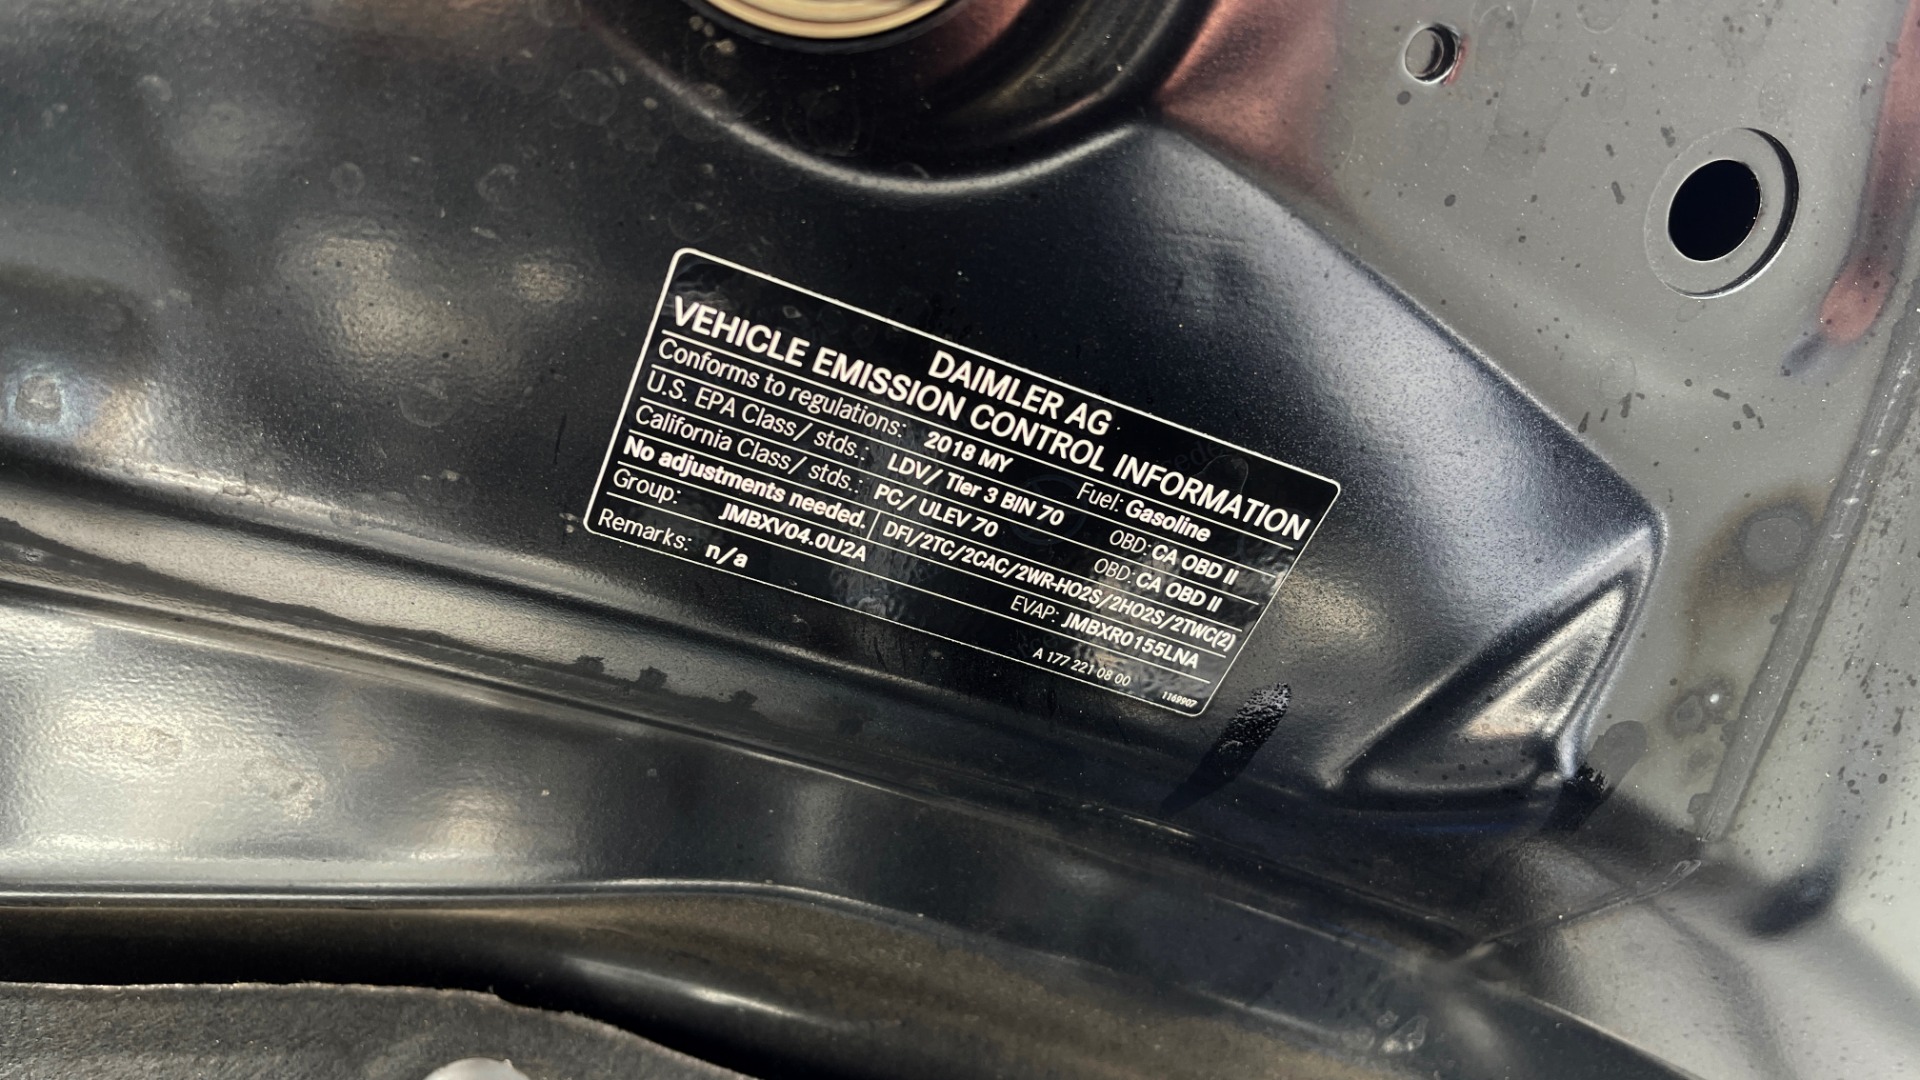 DAIMLER AG
VEHICLE EMISSION CONTROL INFORMATION
Conforms to regulations: 2018 MY Fuel: Gasoline
U.S. EPA Class/ stds.: LDV/ Tier 3 BIN 70 OBD: CA OBD II
California Class/ stds.: PC/ ULEV 70 OBD: CA OBD II
No adjustments needed. DFI/2TC/2CAC/2WR-HO2S/2HO2S/2TWC(2)
Group: JMBXV04.0U2A EVAP: JMBXR0155LNA
Remarks: n/a A 177 221 08 00 1169907